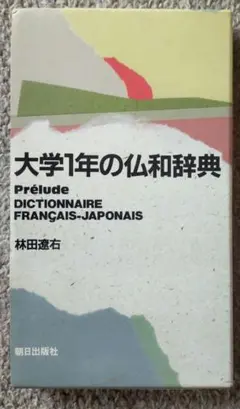 大学1年の仏和辞典
Prélude
DICTIONNAIRE
FRANÇAIS-JAPONAIS
林田遼右
朝日出版社